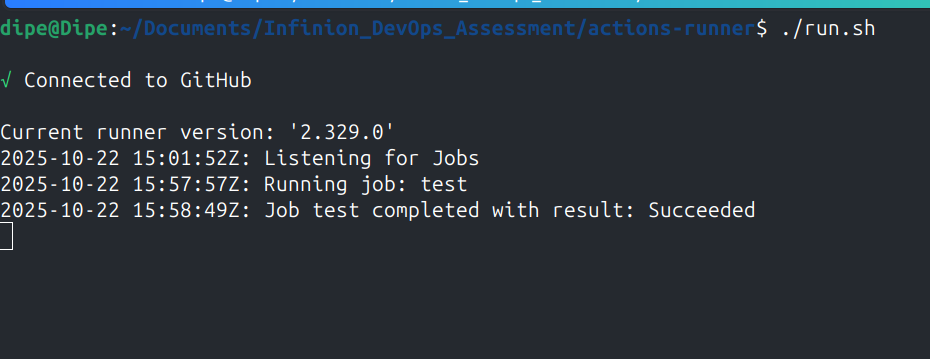 dipe@Dipe:~/Documents/Infinion_DevOps_Assessment/actions-runner$ ./run.sh
√ Connected to GitHub
Current runner version: '2.329.0'
2025-10-22 15:01:52Z: Listening for Jobs
2025-10-22 15:57:57Z: Running job: test
2025-10-22 15:58:49Z: Job test completed with result: Succeeded